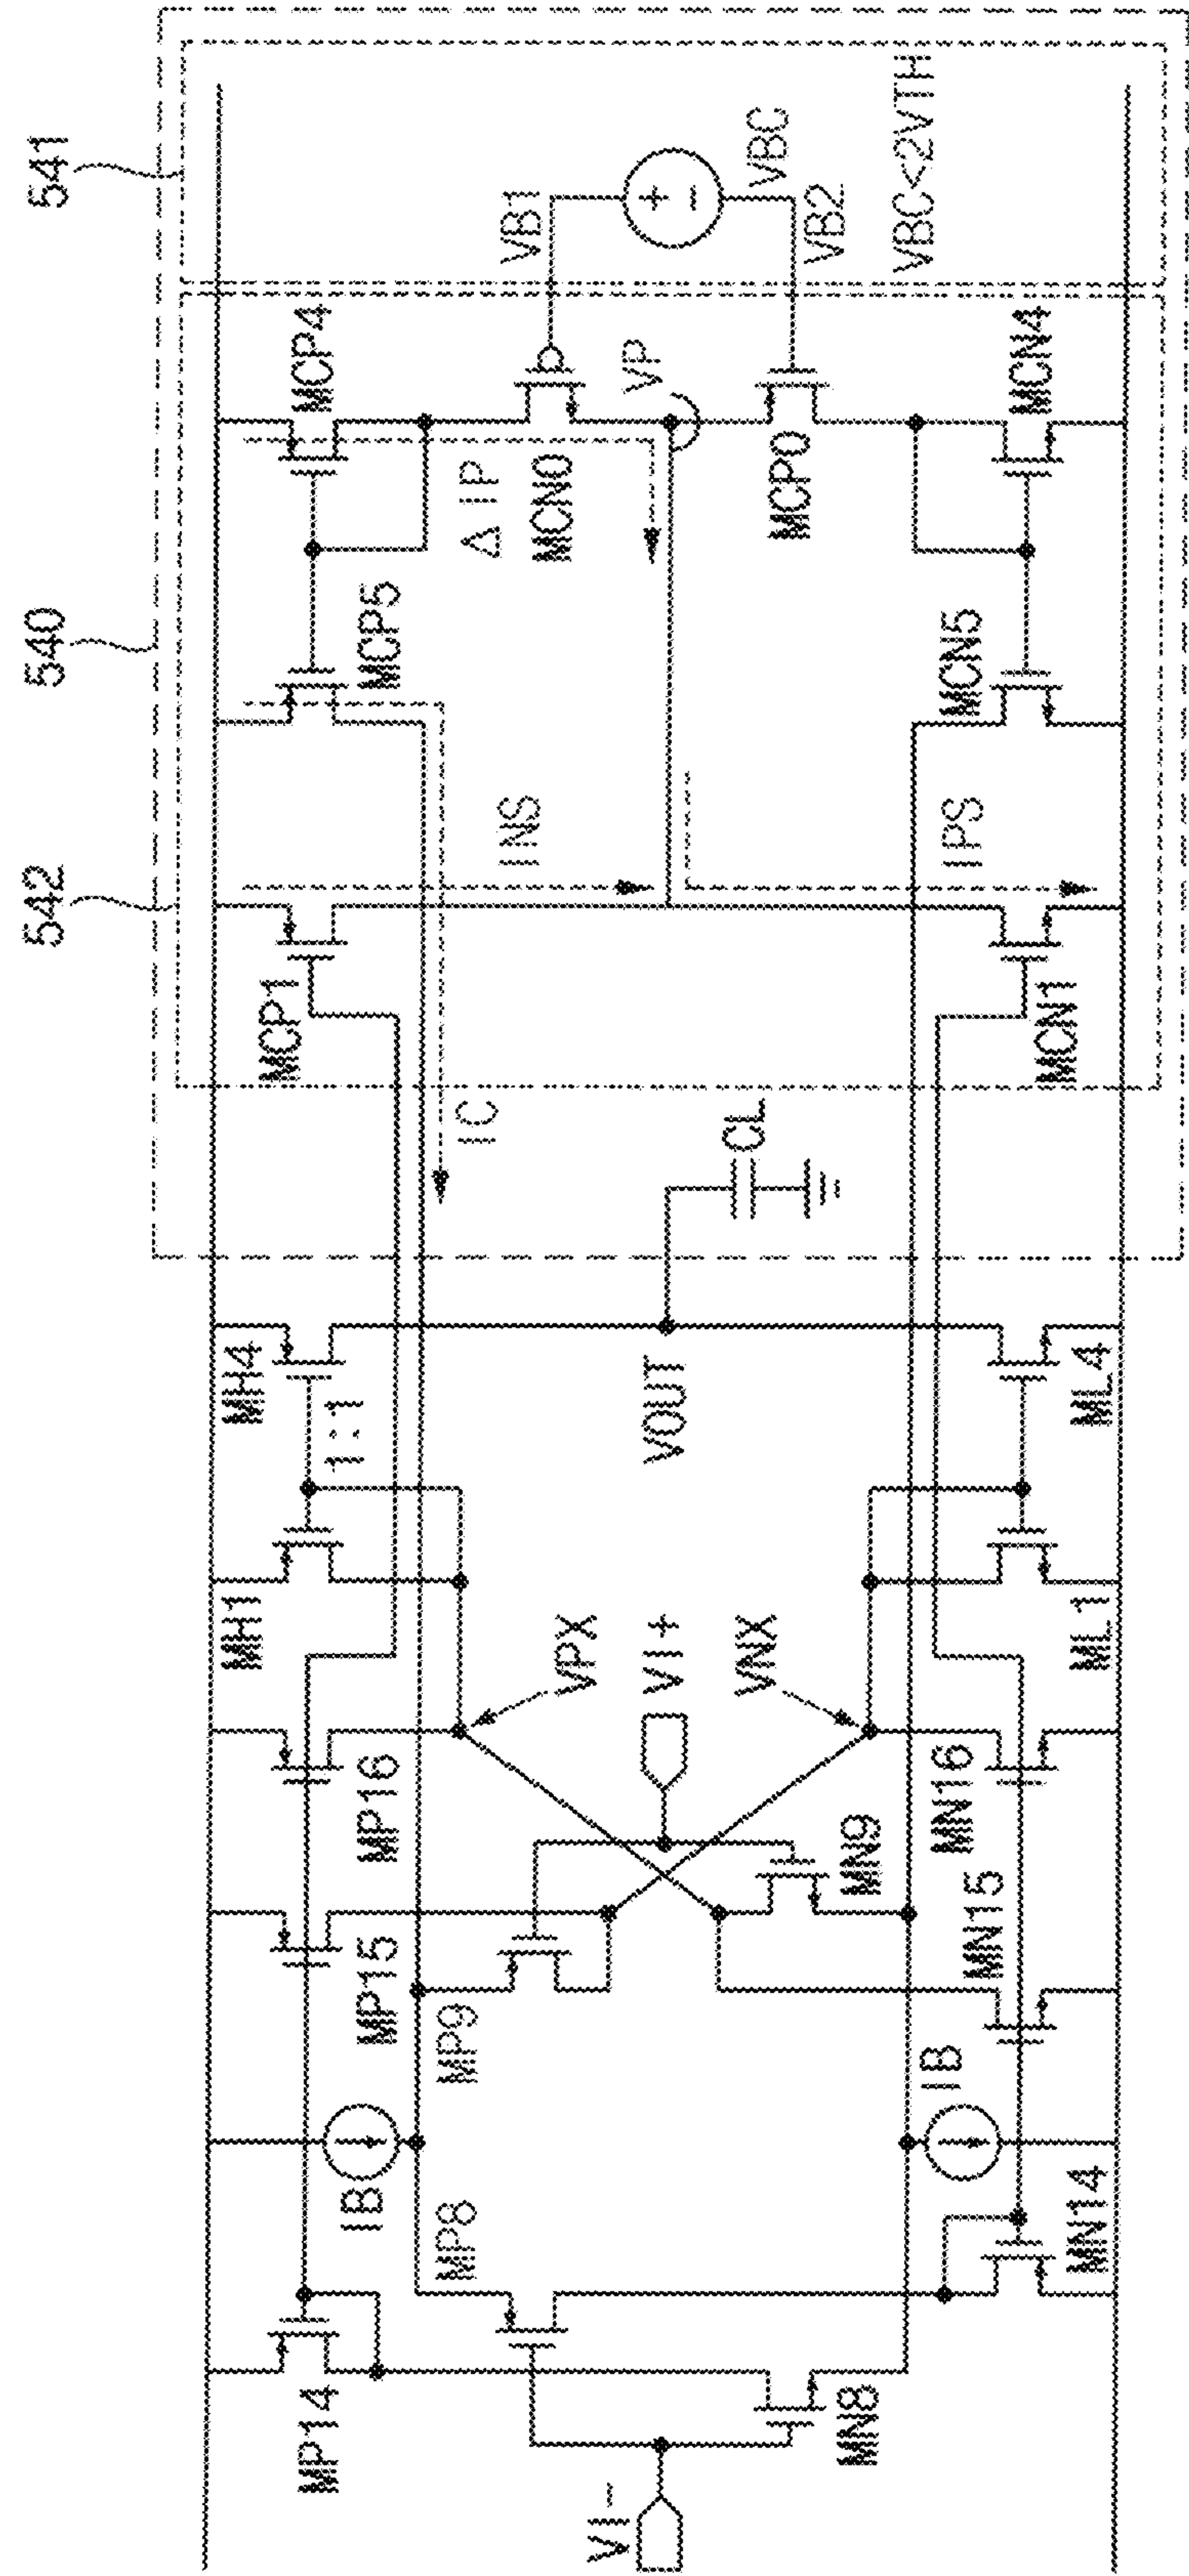 541
540
542
VB1
VBC
VB2
VBC<2VTH
MCP4
VP
MCN4
Δ IP
MCN0
MCP0
MCP5
MCN5
INS
IPS
MCP1
MCN1
IC
CL
MH4
1:1
VOUT
ML4
MH1
VPX
VI+
VNX
ML1
MP16
MN9
MN16
MP15
MP9
MN15
IB
IB
MP8
MN14
MP14
MN8
VI-